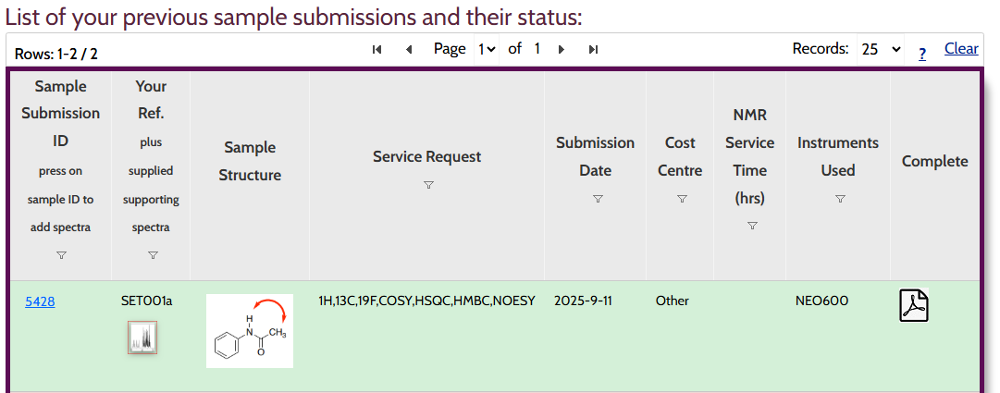 List of your previous sample submissions and their status:
Rows: 1-2 / 2
Page 1 of 1
Records: 25
?
Clear
Sample Submission ID
press on sample ID to add spectra
Your Ref.
plus supplied supporting spectra
Sample Structure
Service Request
Submission Date
Cost Centre
NMR Service Time (hrs)
Instruments Used
Complete
5428
SET001a
H
N
CH3
O
1H,13C,19F,COSY,HSQC,HMBC,NOESY
2025-9-11
Other
NEO600